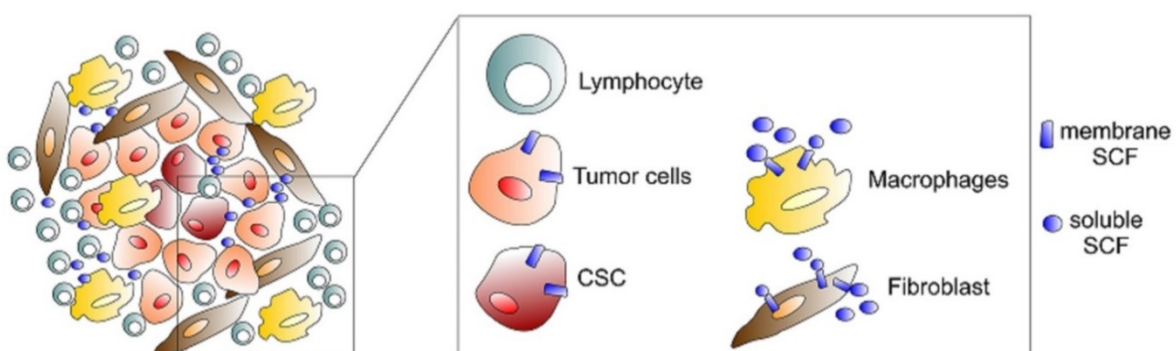 Lymphocyte
Tumor cells
CSC
Macrophages
Fibroblast
membrane
SCF
soluble
SCF